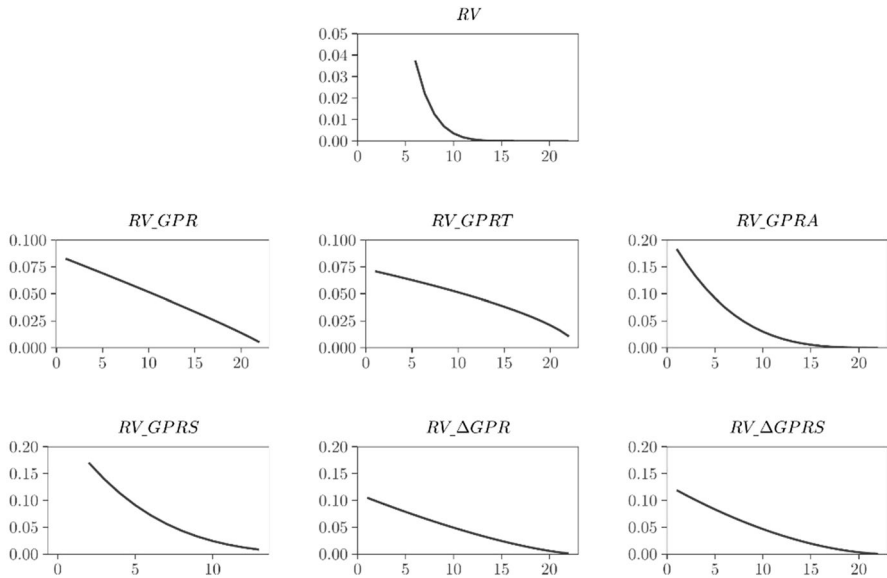 RV
0.05
0.04
0.03
0.02
0.01
0.00
0 5 10 15 20
RV_GPR RV_GPRT RV_GPRA
0.100 0.100 0.20
0.075 0.075 0.15
0.050 0.050 0.10
0.025 0.025 0.05
0.000 0.000 0.00
0 5 10 15 20 0 5 10 15 20 0 5 10 15 20
RV_GPRS RV_ΔGPR RV_ΔGPRS
0.20 0.20 0.20
0.15 0.15 0.15
0.10 0.10 0.10
0.05 0.05 0.05
0.00 0.00 0.00
0 5 10 0 5 10 15 20 0 5 10 15 20